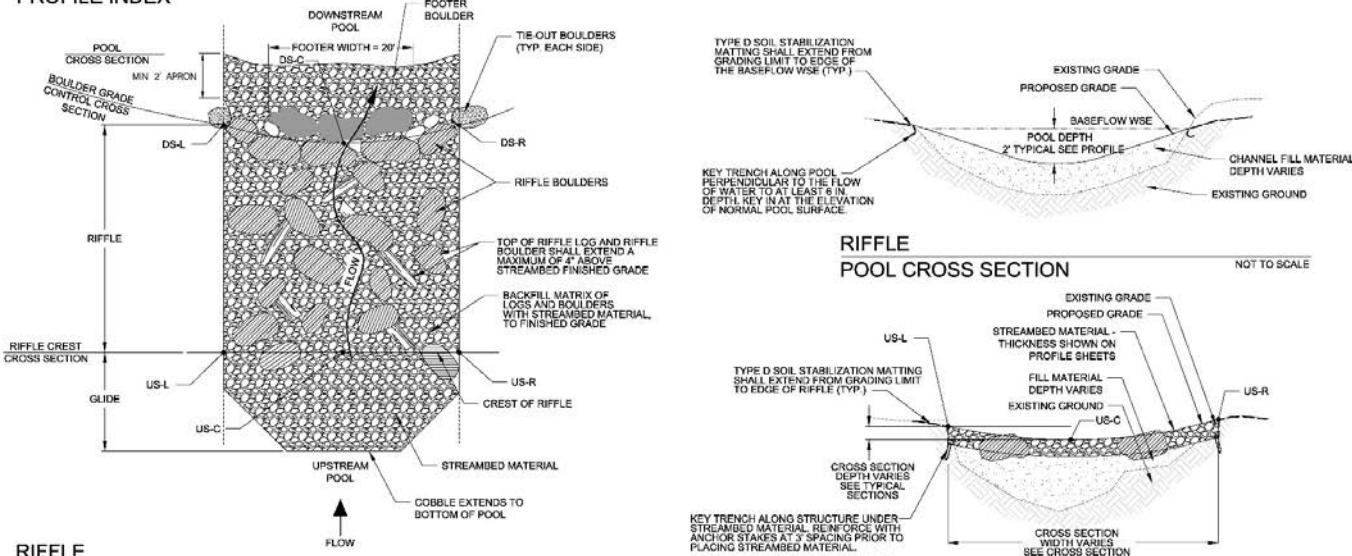 PROFILE INDEX
DOWNSTREAM
POOL
FOOTER
BOULDER
POOL
CROSS SECTION
FOOTER WIDTH = 20'
DS-C
TIE-OUT BOULDERS
(TYP. EACH SIDE)
MIN 2' APRON
BOULDER GRADE
CONTROL CROSS
SECTION
DS-L
DS-R
RIFFLE BOULDERS
RIFFLE
TOP OF RIFFLE LOG AND RIFFLE
BOULDER SHALL EXTEND A
MAXIMUM OF 4" ABOVE
STREAMBED FINISHED GRADE
FLOW
BACKFILL MATRIX OF
LOGS AND BOULDERS
WITH STREAMBED MATERIAL,
TO FINISHED GRADE
RIFFLE CREST
CROSS SECTION
US-L
US-R
GLIDE
CREST OF RIFFLE
US-C
UPSTREAM
POOL
STREAMBED MATERIAL
COBBLE EXTENDS TO
BOTTOM OF POOL
FLOW
RIFFLE
TYPE D SOIL STABILIZATION
MATTING SHALL EXTEND FROM
GRADING LIMIT TO EDGE OF
THE BASEFLOW WSE (TYP.)
EXISTING GRADE
PROPOSED GRADE
BASEFLOW WSE
POOL DEPTH
2' TYPICAL SEE PROFILE
CHANNEL FILL MATERIAL
DEPTH VARIES
KEY TRENCH ALONG POOL
PERPENDICULAR TO THE FLOW
OF WATER TO AT LEAST 6 IN.
DEPTH. KEY IN AT THE ELEVATION
OF NORMAL POOL SURFACE.
EXISTING GROUND
RIFFLE
POOL CROSS SECTION
NOT TO SCALE
EXISTING GRADE
PROPOSED GRADE
US-L
STREAMBED MATERIAL -
THICKNESS SHOWN ON
PROFILE SHEETS
TYPE D SOIL STABILIZATION MATTING
SHALL EXTEND FROM GRADING LIMIT
TO EDGE OF RIFFLE (TYP.)
FILL MATERIAL
DEPTH VARIES
EXISTING GROUND
US-R
US-C
CROSS SECTION
DEPTH VARIES
SEE TYPICAL
SECTIONS
KEY TRENCH ALONG STRUCTURE UNDER
STREAMBED MATERIAL. REINFORCE WITH
ANCHOR STAKES AT 3' SPACING PRIOR TO
PLACING STREAMBED MATERIAL.
CROSS SECTION
WIDTH VARIES
SEE CROSS SECTION